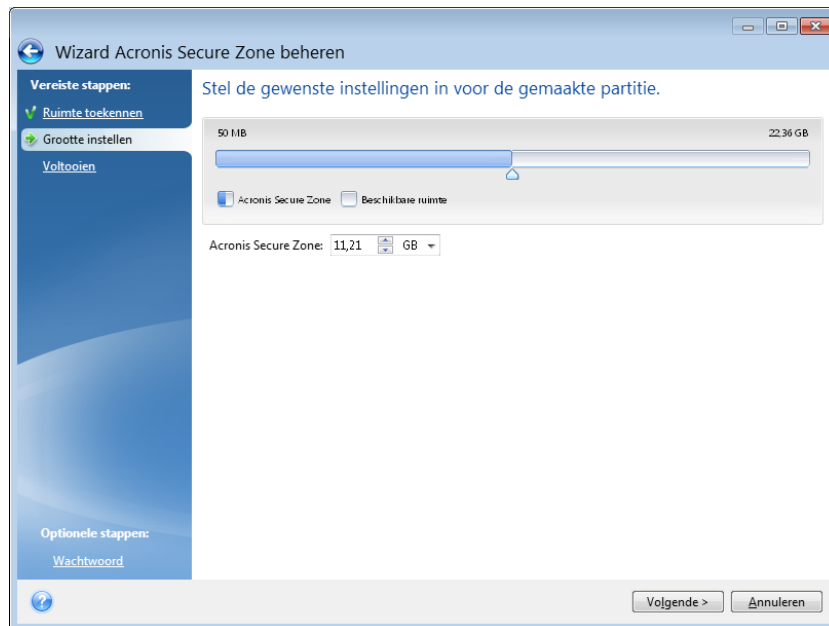 Wizard Acronis Secure Zone beheren
Vereiste stappen:
Ruimte toekennen
Grootte instellen
Voltooien
Optionele stappen:
Wachtwoord
Stel de gewenste instellingen in voor de gemaakte partitie.
50 MB 22,36 GB
Acronis Secure Zone Beschikbare ruimte
Acronis Secure Zone: 11,21 GB
? Volgende > Annuleren